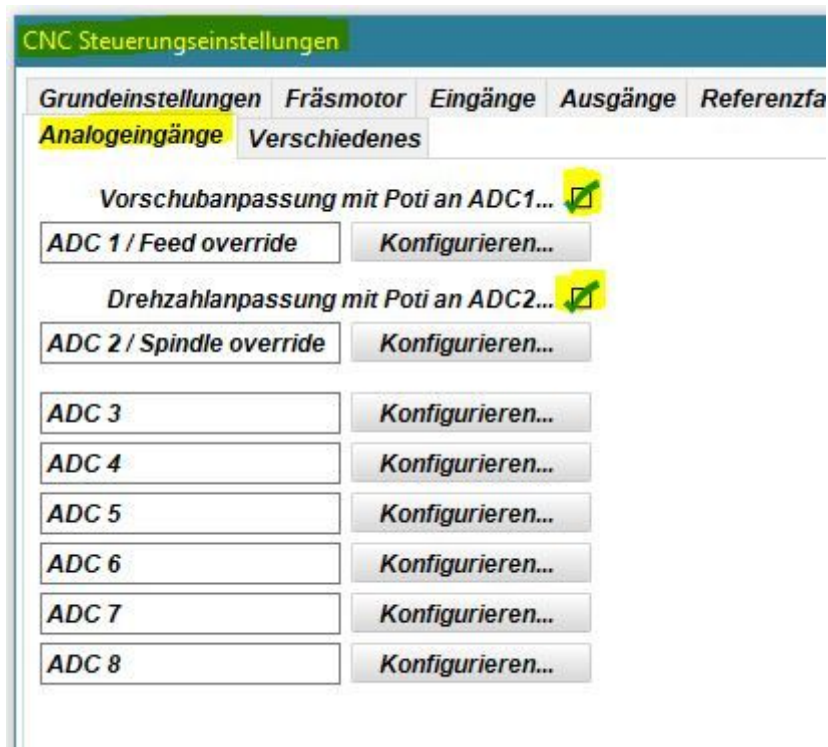 CNC Steuerungseinstellungen
Grundeinstellungen Fräsmotor Eingänge Ausgänge Referenzfa
Analogeingänge Verschiedenes
Vorschubanpassung mit Poti an ADC1...
ADC 1 / Feed override Konfigurieren...
Drehzahlanpassung mit Poti an ADC2...
ADC 2 / Spindle override Konfigurieren...
ADC 3 Konfigurieren...
ADC 4 Konfigurieren...
ADC 5 Konfigurieren...
ADC 6 Konfigurieren...
ADC 7 Konfigurieren...
ADC 8 Konfigurieren...